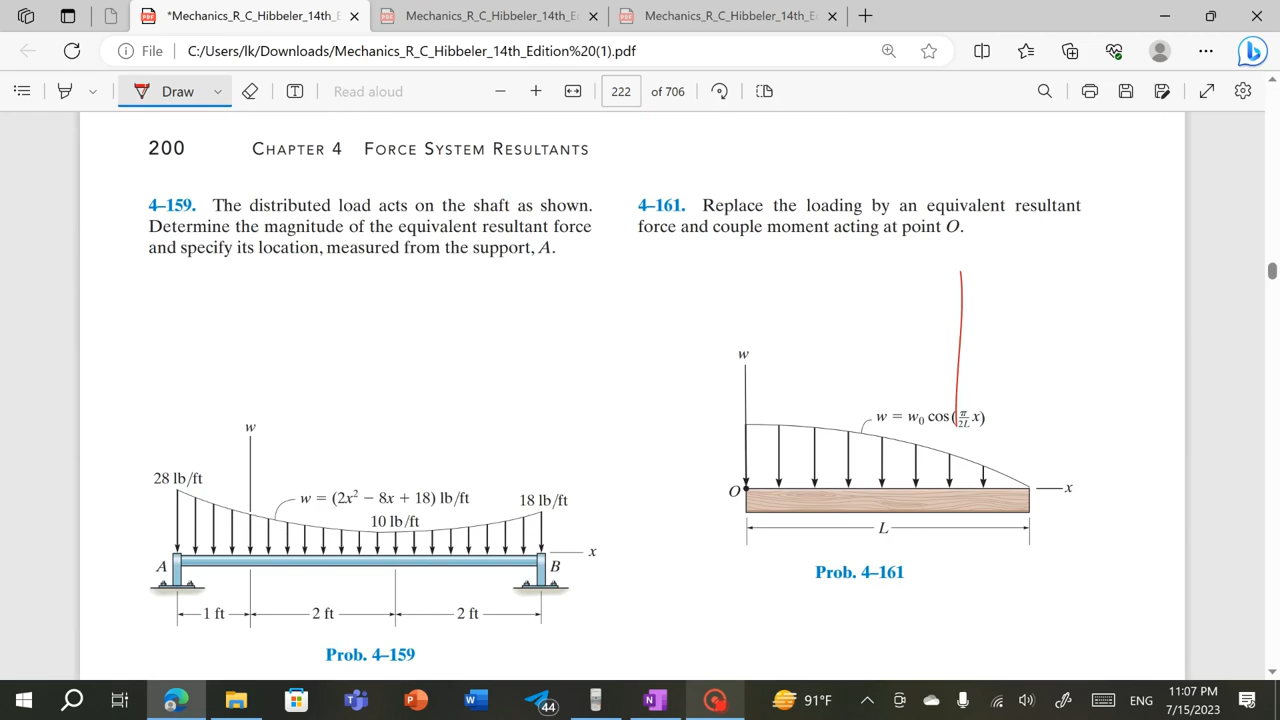 *Mechanics_R_C_Hibbeler_14th_E
Mechanics_R_C_Hibbeler_14th_Ed
Mechanics_R_C_Hibbeler_14th_Ed
File
C:/Users/lk/Downloads/Mechanics_R_C_Hibbeler_14th_Edition%20(1).pdf
Draw
Read aloud
222 of 706
200 CHAPTER 4 FORCE SYSTEM RESULTANTS
4–159. The distributed load acts on the shaft as shown.
Determine the magnitude of the equivalent resultant force
and specify its location, measured from the support, A.
w
28 lb/ft
w = (2x² − 8x + 18) lb/ft
18 lb/ft
10 lb/ft
x
A
B
1 ft
2 ft
2 ft
Prob. 4–159
4–161. Replace the loading by an equivalent resultant
force and couple moment acting at point O.
w
w = w₀ cos(π/2L x)
O
x
L
Prob. 4–161
44
91°F
ENG
11:07 PM
7/15/2023